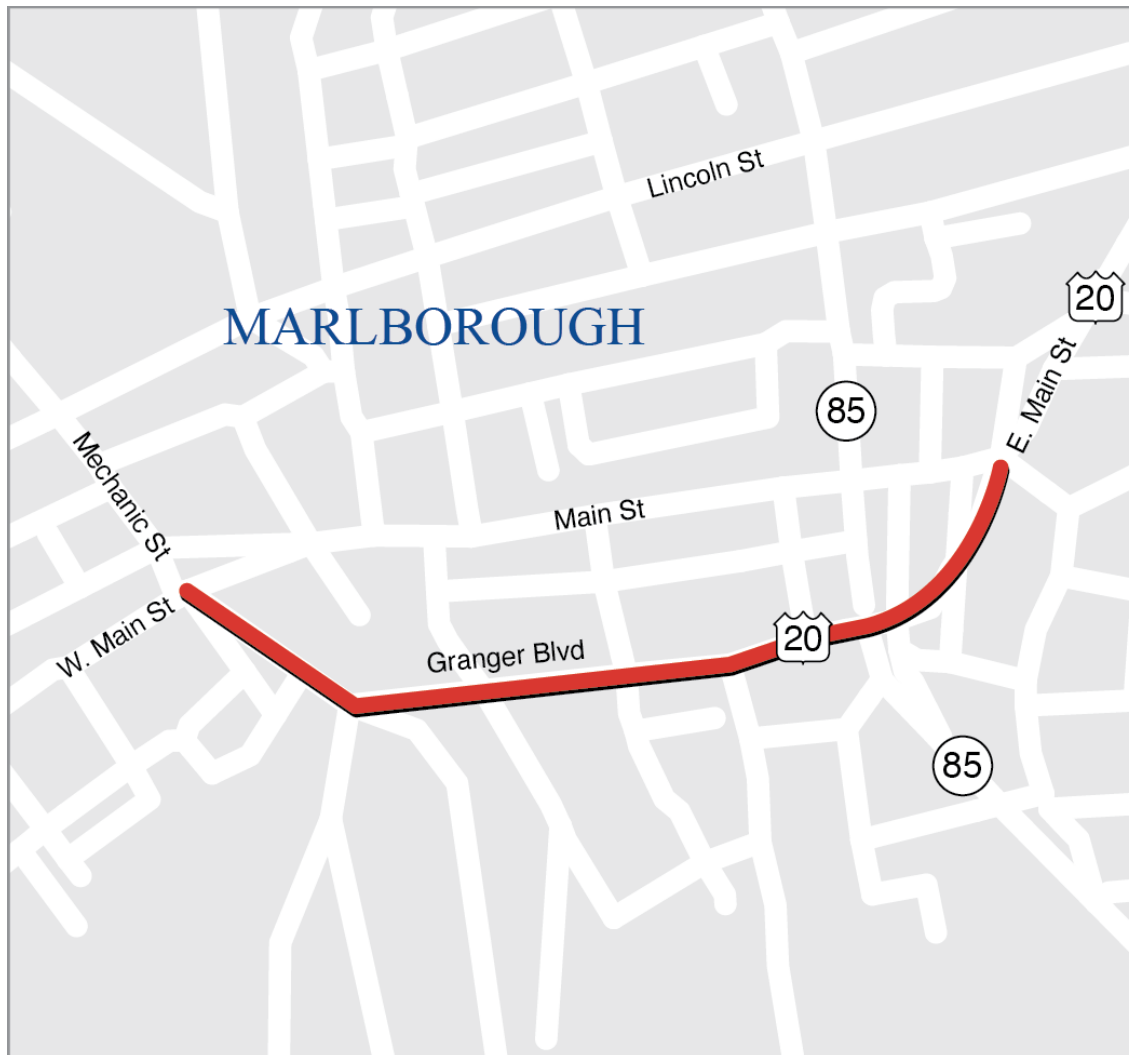 Lincoln St
20
MARLBOROUGH
E. Main St
85
Mechanic St
Main St
W. Main St
Granger Blvd
20
85